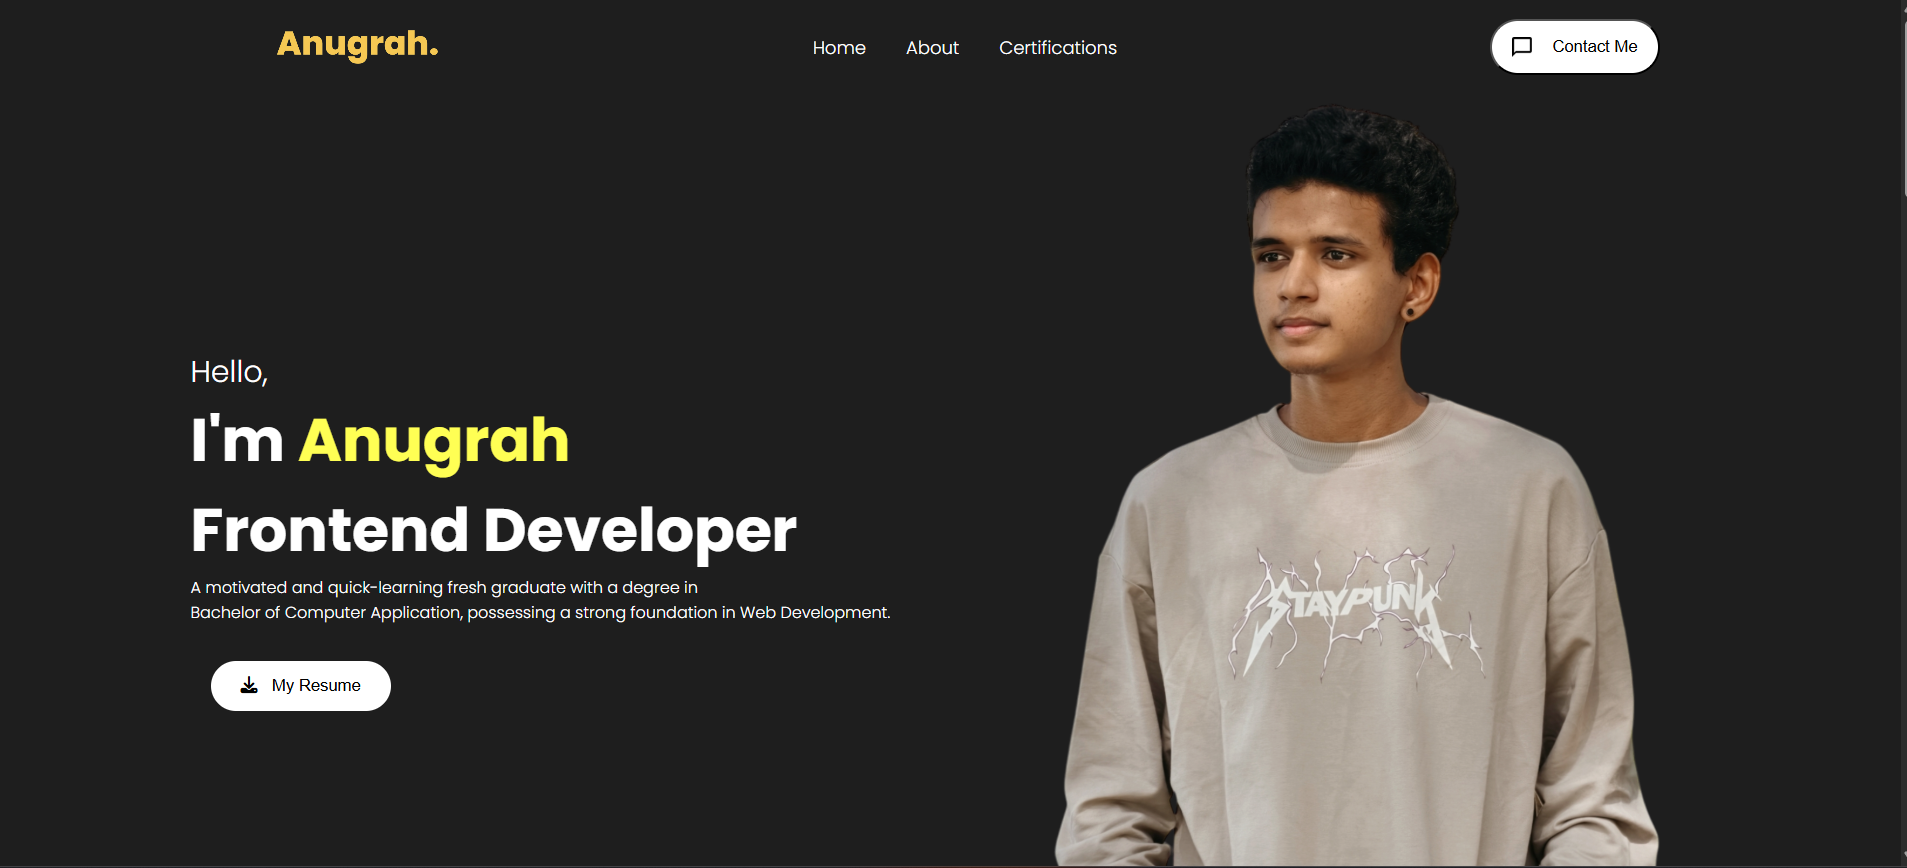 Anugrah.
Home About Certifications
Contact Me
Hello,
I'm Anugrah
Frontend Developer
A motivated and quick-learning fresh graduate with a degree in
Bachelor of Computer Application, possessing a strong foundation in Web Development.
My Resume
STAYPUNK